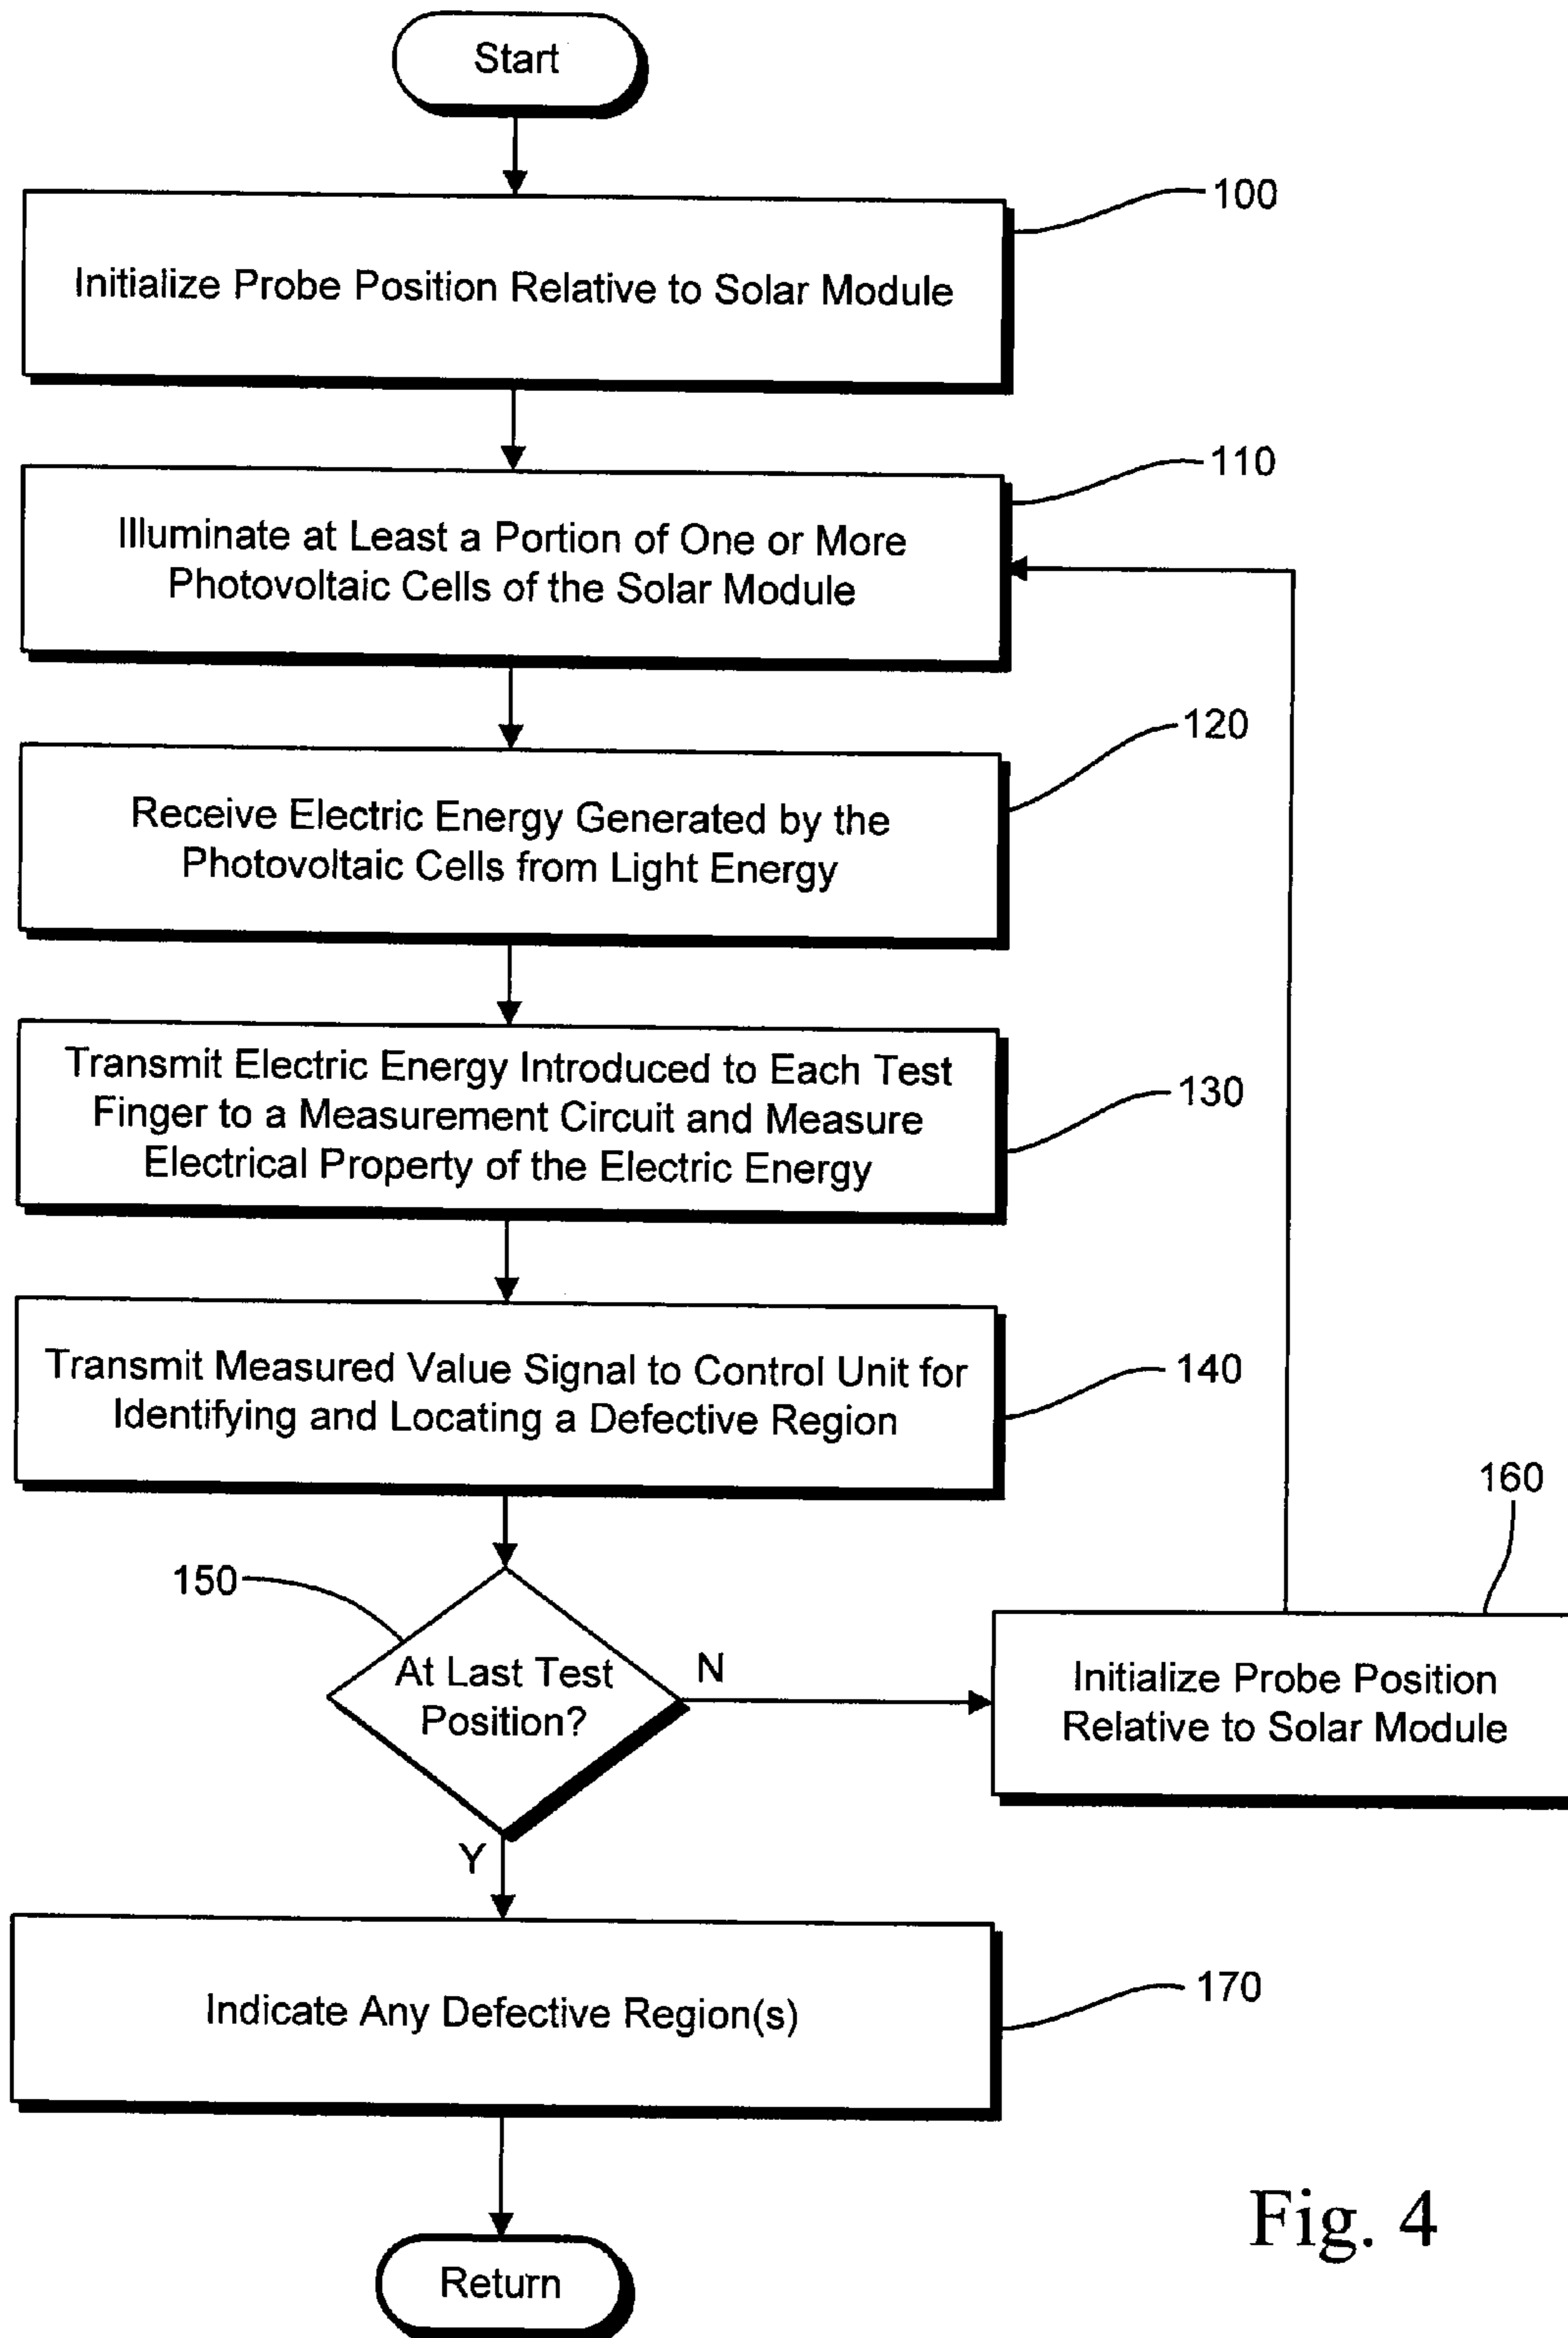 Start
100
Initialize Probe Position Relative to Solar Module
110
Illuminate at Least a Portion of One or More
Photovoltaic Cells of the Solar Module
120
Receive Electric Energy Generated by the
Photovoltaic Cells from Light Energy
130
Transmit Electric Energy Introduced to Each Test
Finger to a Measurement Circuit and Measure
Electrical Property of the Electric Energy
140
Transmit Measured Value Signal to Control Unit for
Identifying and Locating a Defective Region
150
At Last Test
Position?
N
160
Initialize Probe Position
Relative to Solar Module
Y
170
Indicate Any Defective Region(s)
Return
Fig. 4